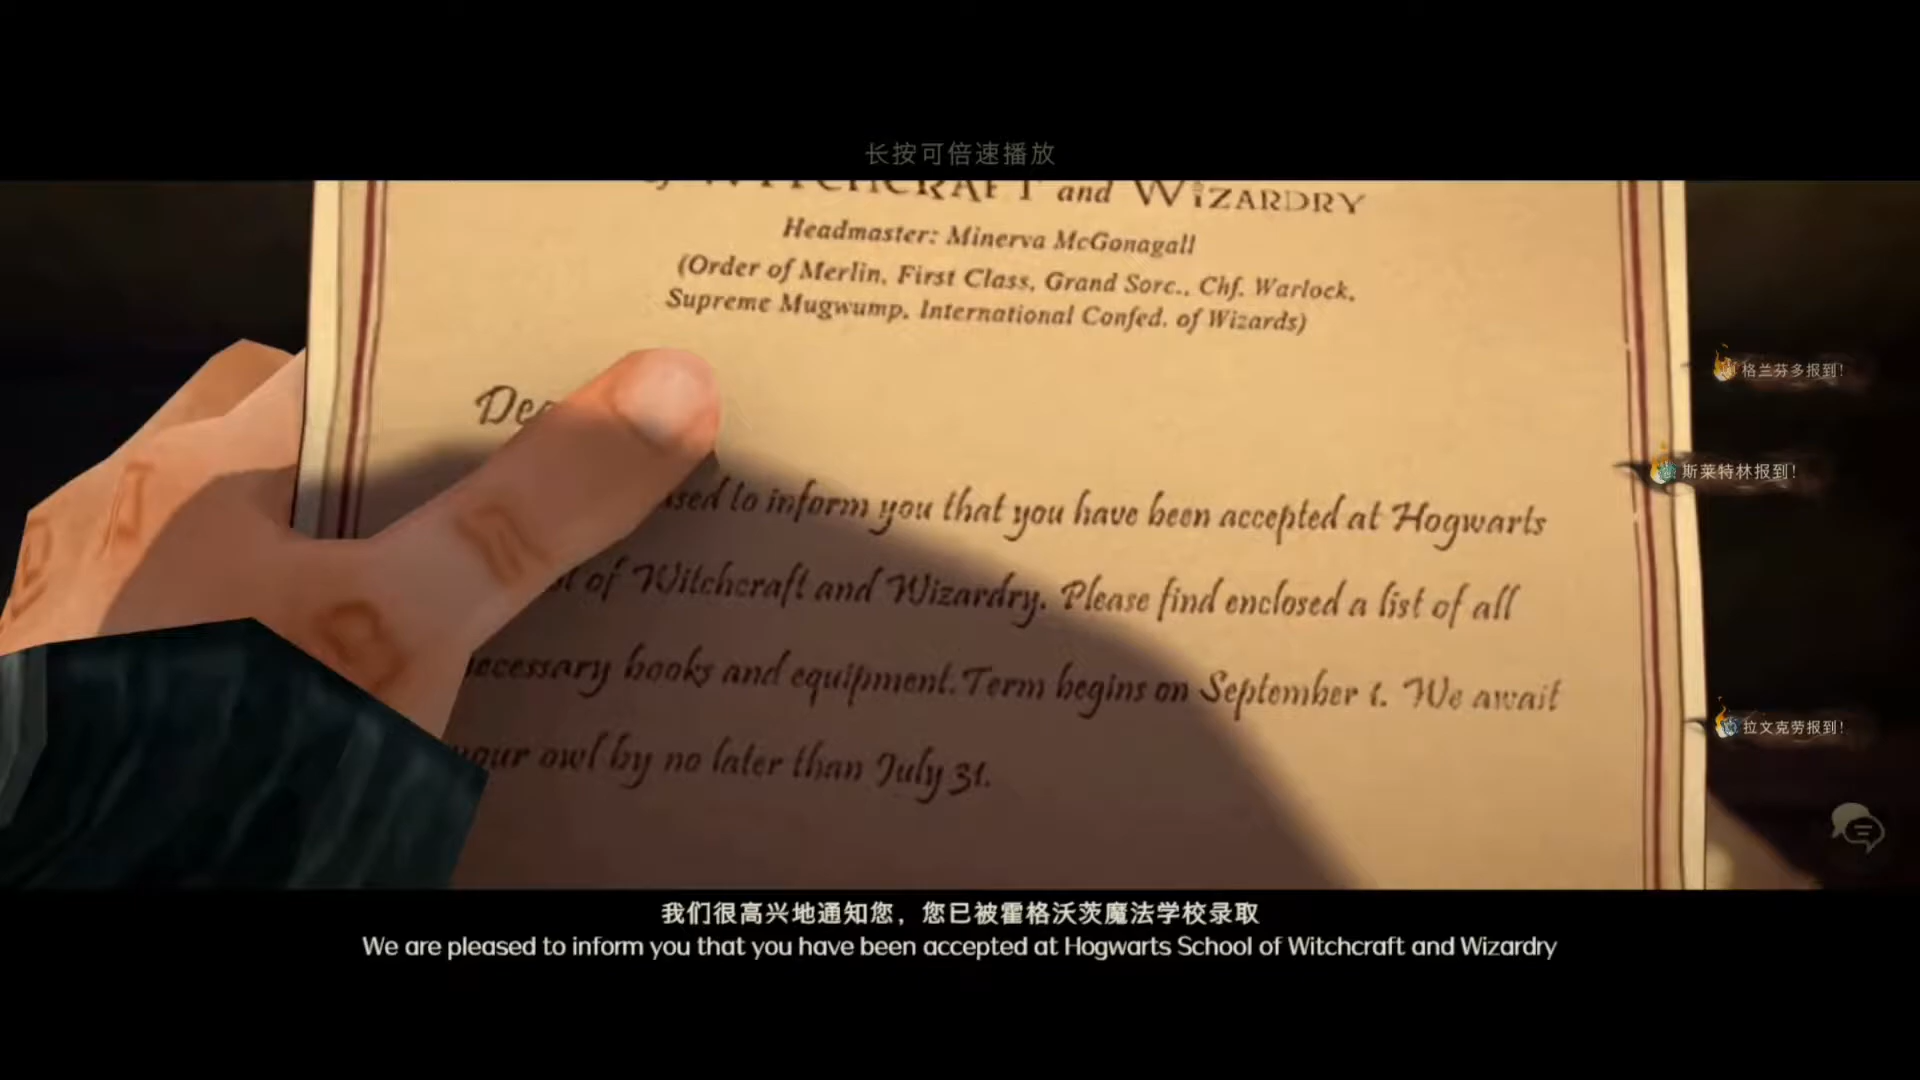 长按可倍速播放
of WITCHCRAFT and WIZARDRY
Headmaster: Minerva McGonagall
(Order of Merlin, First Class, Grand Sorc., Chf. Warlock,
Supreme Mugwump, International Confed. of Wizards)
格兰芬多报到!
斯莱特林报到!
to inform you that you have been accepted at Hogwarts
of Witchcraft and Wizardry. Please find enclosed a list of all
books and equipment. Term begins on September 1. We await
owl by no later than July 31.
拉文克劳报到!
我们很高兴地通知您，您已被霍格沃茨魔法学校录取
We are pleased to inform you that you have been accepted at Hogwarts School of Witchcraft and Wizardry